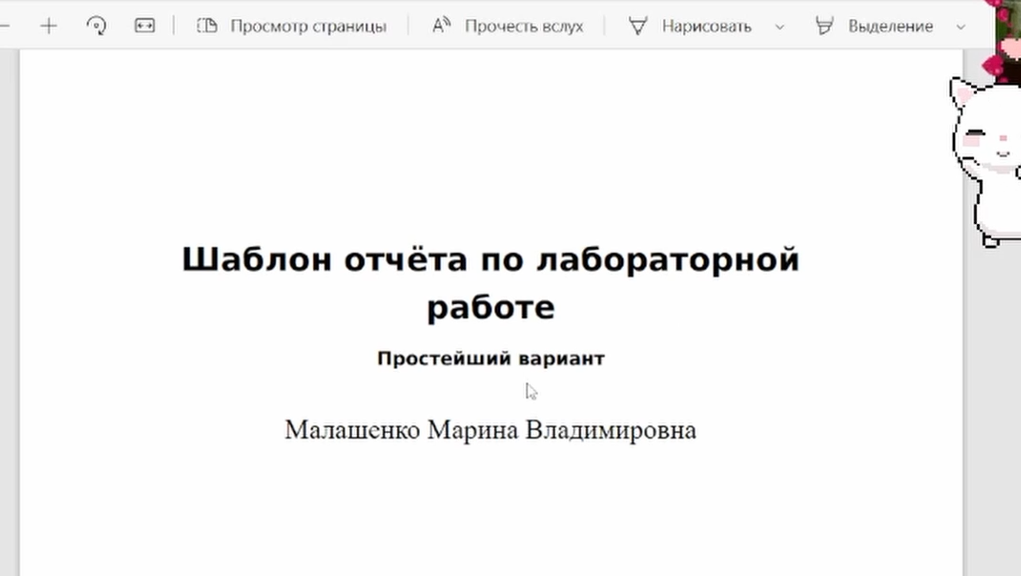 Просмотр страницы Прочесть вслух Нарисовать Выделение
Шаблон отчёта по лабораторной
работе
Простейший вариант
Малашенко Марина Владимировна